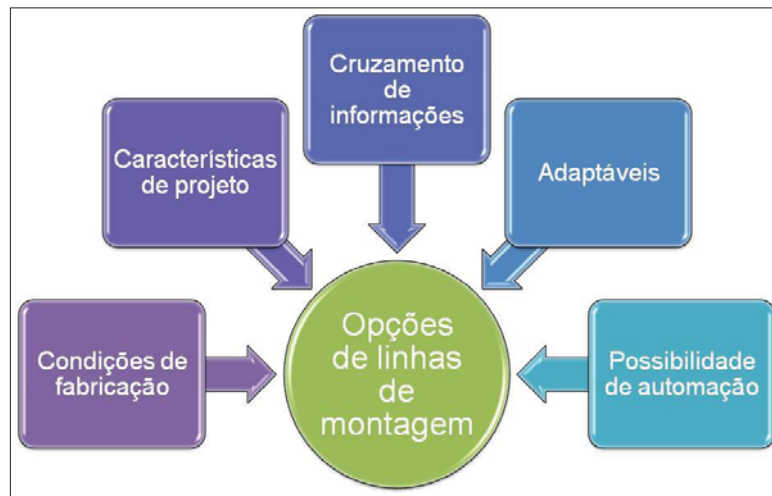 Cruzamento
de
informações
Características
de projeto
Adaptáveis
Condições de
fabricação
Opções
de linhas
de
montagem
Possibilidade
de automação